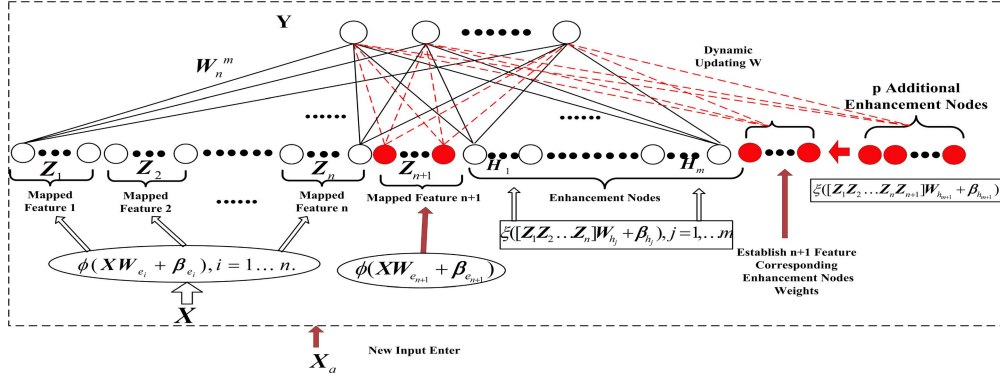 Y
W_n^m
Dynamic
Updating W
p Additional
Enhancement Nodes
Z_1
Z_2
Z_n
Z_{n+1}
H_1
H_m
Mapped
Feature 1
Mapped
Feature 2
Mapped
Feature n
Mapped Feature n+1
Enhancement Nodes
ξ([Z_1Z_2…Z_nZ_{n+1}]W_{h_{m+1}} + β_{h_{m+1}})
ξ([Z_1Z_2…Z_n]W_{h_j} + β_{h_j}), j = 1,…m
ϕ(XW_{e_i} + β_{e_i}), i = 1…n.
ϕ(XW_{e_{n+1}} + β_{e_{n+1}})
Establish n+1 Feature
Corresponding
Enhancement Nodes
Weights
X
X_a
New Input Enter